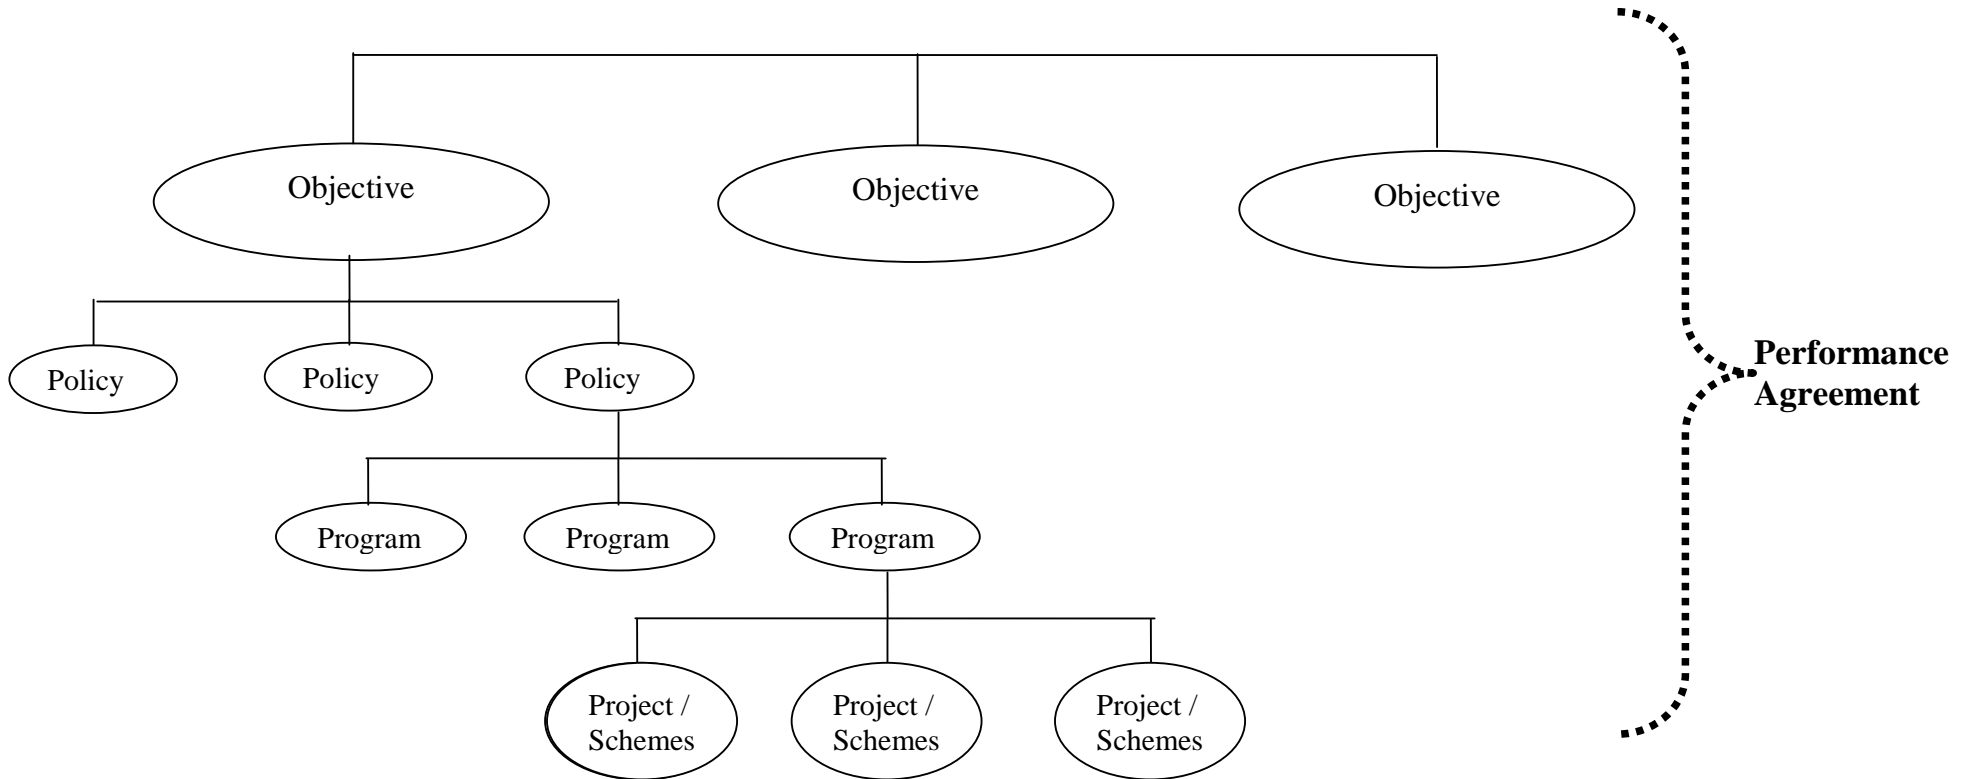 Objective
Objective
Objective
Performance
Agreement
Policy
Policy
Policy
Program
Program
Program
Project /
Schemes
Project /
Schemes
Project /
Schemes